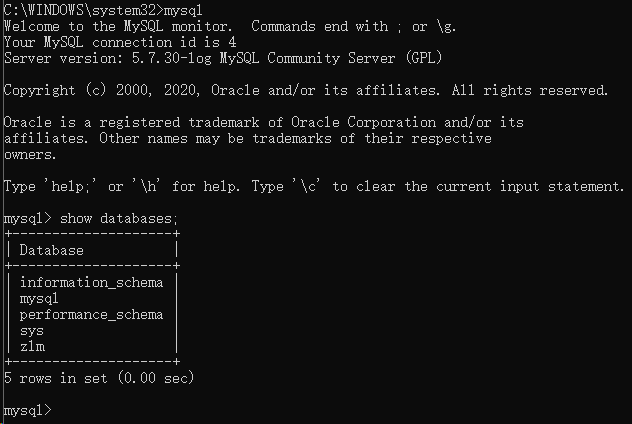 C:\WINDOWS\system32>mysql
Welcome to the MySQL monitor.  Commands end with ; or \g.
Your MySQL connection id is 4
Server version: 5.7.30-log MySQL Community Server (GPL)
Copyright (c) 2000, 2020, Oracle and/or its affiliates. All rights reserved.
Oracle is a registered trademark of Oracle Corporation and/or its
affiliates. Other names may be trademarks of their respective
owners.
Type 'help;' or '\h' for help. Type '\c' to clear the current input statement.
mysql> show databases;
+--------------------+
| Database           |
+--------------------+
| information_schema |
| mysql              |
| performance_schema |
| sys                |
| zlm                |
+--------------------+
5 rows in set (0.00 sec)
mysql>